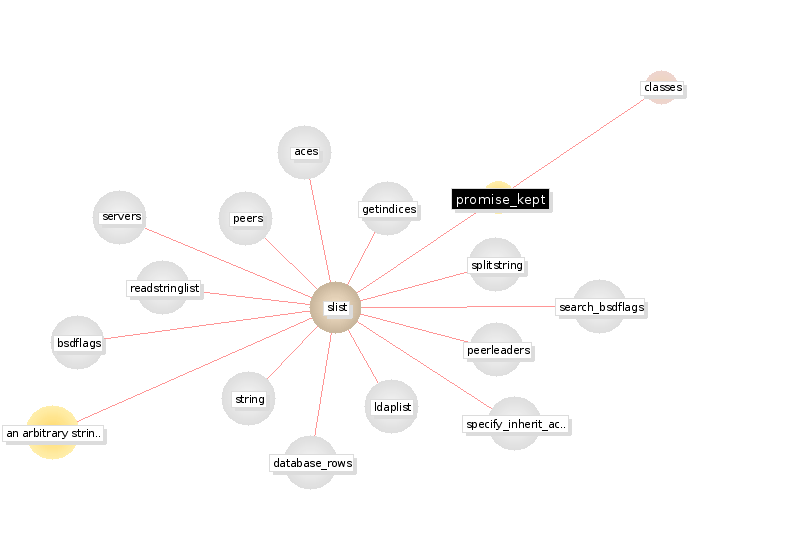 classes
aces
promise_kept
getindices
servers
peers
splitstring
readstringlist
slist
search_bsdflags
bsdflags
peerleaders
string
ldaplist
specify_inherit_ac..
an arbitrary strin..
database_rows